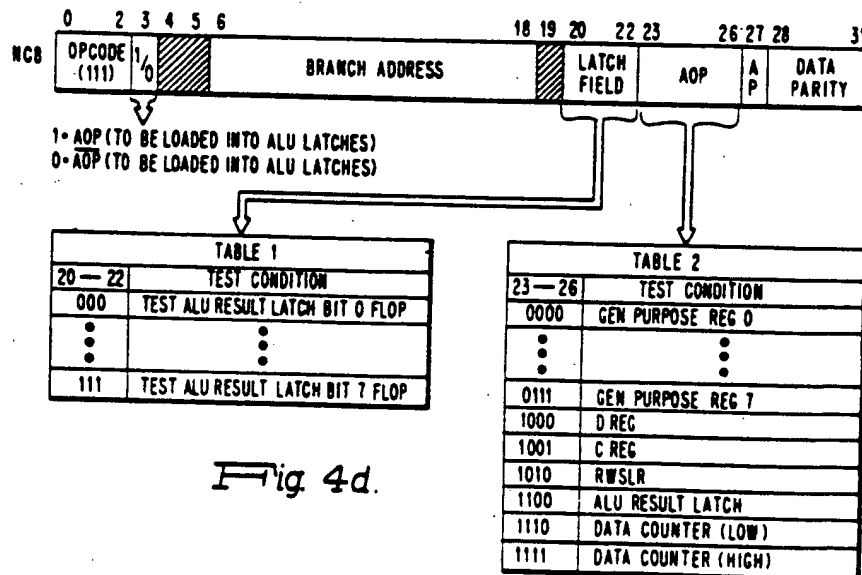 0 2 3 4 5 6 18 19 20 22 23 26 27 28 31
NCB OPCODE (111) 1/0 BRANCH ADDRESS LATCH FIELD AOP AP DATA PARITY
1 = AOP (TO BE LOADED INTO ALU LATCHES)
0 = A̅O̅P̅ (TO BE LOADED INTO ALU LATCHES)
TABLE 1
20 — 22 TEST CONDITION
000 TEST ALU RESULT LATCH BIT 0 FLOP
111 TEST ALU RESULT LATCH BIT 7 FLOP
TABLE 2
23 — 26 TEST CONDITION
0000 GEN PURPOSE REG 0
0111 GEN PURPOSE REG 7
1000 D REG
1001 C REG
1010 RWSLR
1100 ALU RESULT LATCH
1110 DATA COUNTER (LOW)
1111 DATA COUNTER (HIGH)
Fig. 4d.